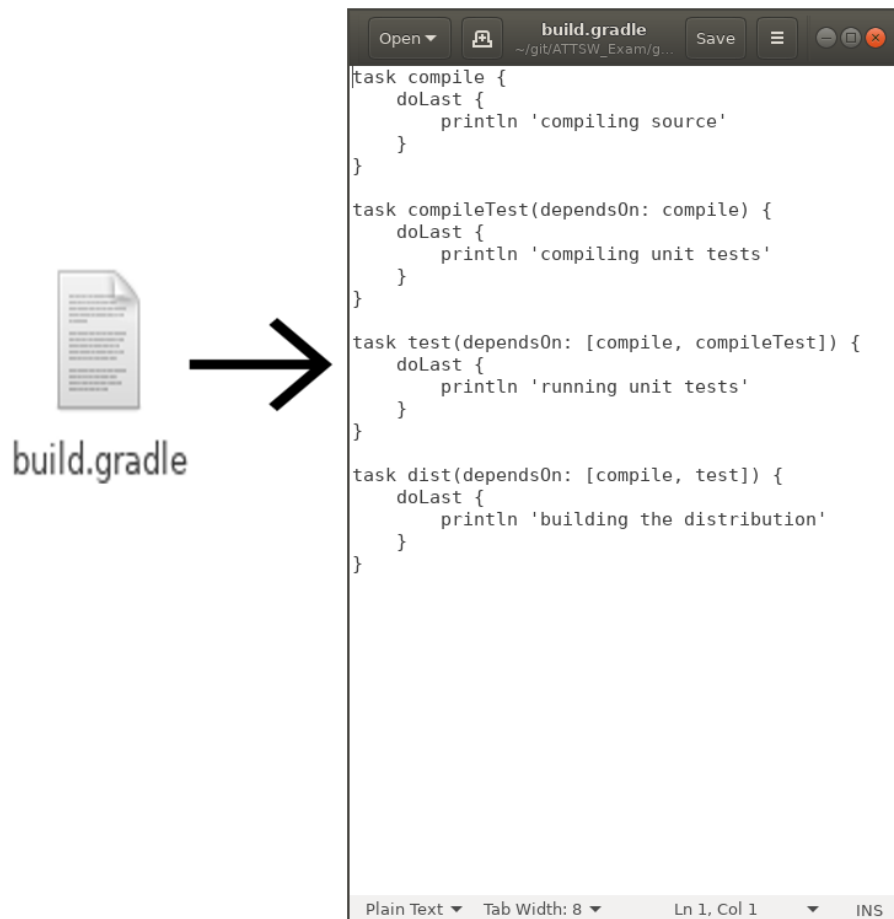 build.gradle
Open
build.gradle
~/git/ATTSW_Exam/g...
Save
task compile {
    doLast {
        println 'compiling source'
    }
}

task compileTest(dependsOn: compile) {
    doLast {
        println 'compiling unit tests'
    }
}

task test(dependsOn: [compile, compileTest]) {
    doLast {
        println 'running unit tests'
    }
}

task dist(dependsOn: [compile, test]) {
    doLast {
        println 'building the distribution'
    }
}
Plain Text Tab Width: 8 Ln 1, Col 1 INS